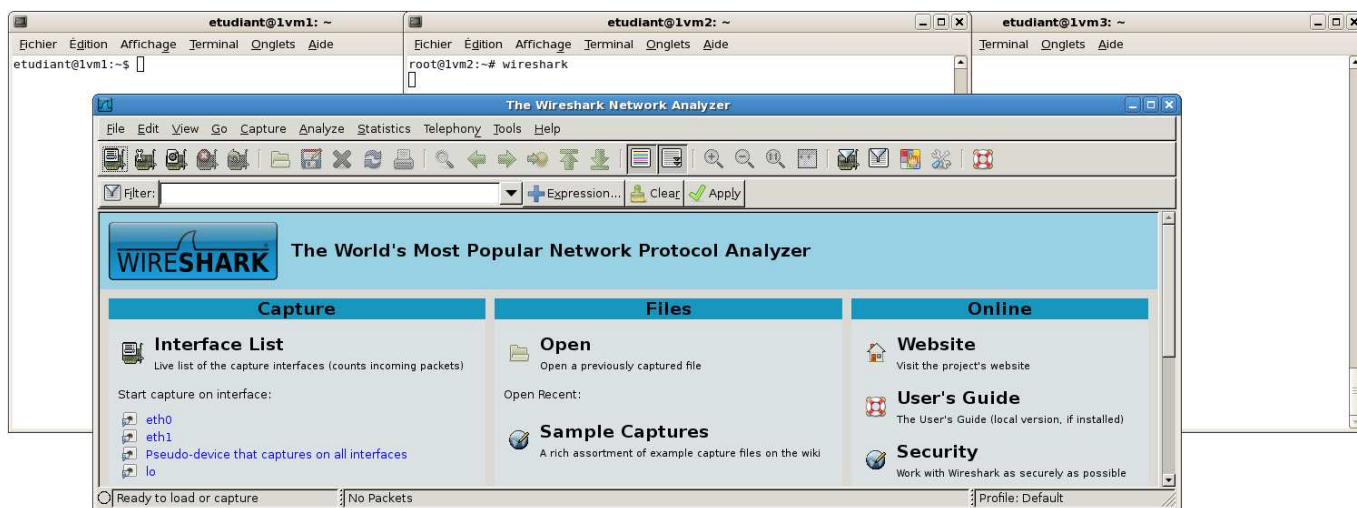 etudiant@1vm1: ~
etudiant@1vm2: ~
etudiant@1vm3: ~
Fichier Édition Affichage Terminal Onglets Aide
Fichier Édition Affichage Terminal Onglets Aide
Terminal Onglets Aide
etudiant@1vm1:~$
root@1vm2:~# wireshark
The Wireshark Network Analyzer
File Edit View Go Capture Analyze Statistics Telephony Tools Help
Filter: Expression... Clear Apply
WIRESHARK
The World's Most Popular Network Protocol Analyzer
Capture
Interface List
Live list of the capture interfaces (counts incoming packets)
Start capture on interface:
eth0
eth1
Pseudo-device that captures on all interfaces
lo
Files
Open
Open a previously captured file
Open Recent:
Sample Captures
A rich assortment of example capture files on the wiki
Online
Website
Visit the project's website
User's Guide
The User's Guide (local version, if installed)
Security
Work with Wireshark as securely as possible
Ready to load or capture
No Packets
Profile: Default